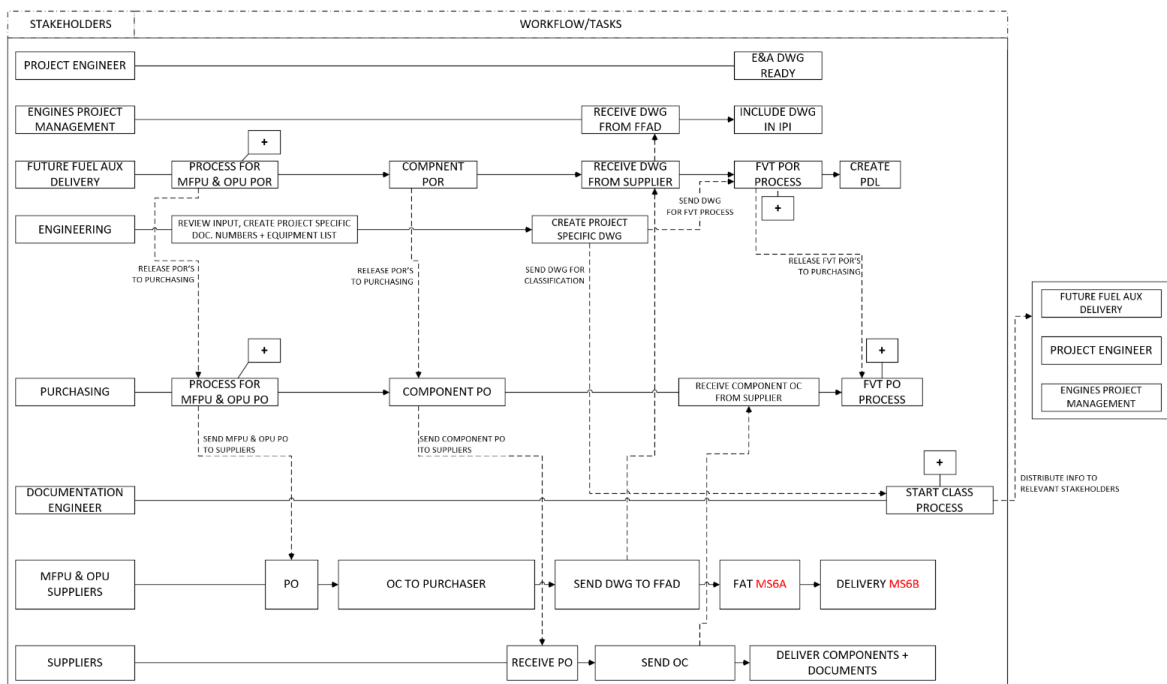 STAKEHOLDERS
WORKFLOW/TASKS
PROJECT ENGINEER
E&A DWG
READY
ENGINES PROJECT
MANAGEMENT
RECEIVE DWG
FROM FFAD
INCLUDE DWG
IN IPI
+
FUTURE FUEL AUX
DELIVERY
PROCESS FOR
MFPU & OPU POR
COMPNENT
POR
RECEIVE DWG
FROM SUPPLIER
FVT POR
PROCESS
CREATE
PDL
+
SEND DWG
FOR FVT PROCESS
ENGINEERING
REVIEW INPUT, CREATE PROJECT SPECIFIC
DOC. NUMBERS + EQUIPMENT LIST
CREATE PROJECT
SPECIFIC DWG
RELEASE POR'S
TO PURCHASING
RELEASE POR'S
TO PURCHASING
SEND DWG FOR
CLASSIFICATION
RELEASE FVT POR'S
TO PURCHASING
FUTURE FUEL AUX
DELIVERY
PROJECT ENGINEER
ENGINES PROJECT
MANAGEMENT
+
+
PURCHASING
PROCESS FOR
MFPU & OPU PO
COMPONENT PO
RECEIVE COMPONENT OC
FROM SUPPLIER
FVT PO
PROCESS
SEND MFPU & OPU PO
TO SUPPLIERS
SEND COMPONENT PO
TO SUPPLIERS
+
DOCUMENTATION
ENGINEER
START CLASS
PROCESS
DISTRIBUTE INFO TO
RELEVANT STAKEHOLDERS
MFPU & OPU
SUPPLIERS
PO
OC TO PURCHASER
SEND DWG TO FFAD
FAT MS6A
DELIVERY MS6B
SUPPLIERS
RECEIVE PO
SEND OC
DELIVER COMPONENTS +
DOCUMENTS